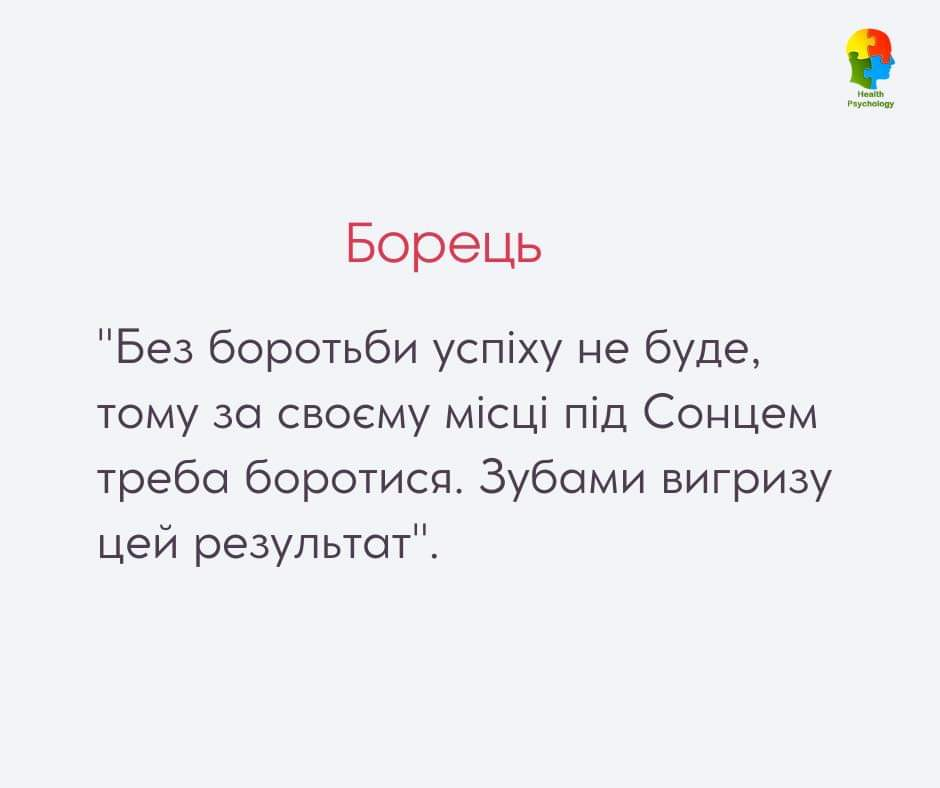 Health
Psychology
Борець
"Без боротьби успіху не буде,
тому за своєму місці під Сонцем
треба боротися. Зубами вигризу
цей результат".